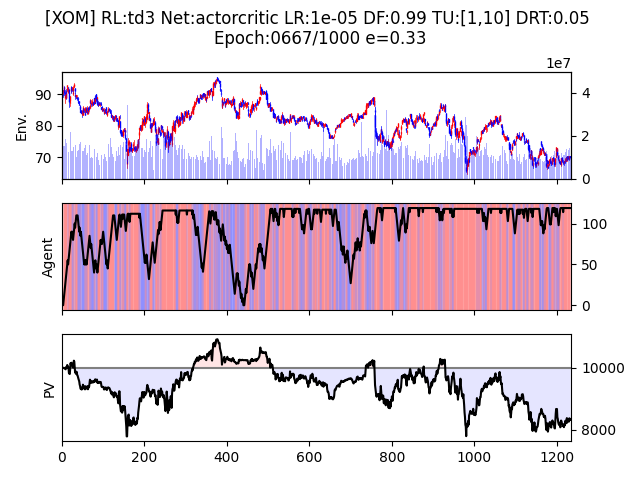 [XOM] RL:td3 Net:actorcritic LR:1e-05 DF:0.99 TU:[1,10] DRT:0.05
Epoch:0667/1000 e=0.33
1e7
Env.
90
80
70
4
2
0
Agent
100
50
0
PV
10000
8000
0 200 400 600 800 1000 1200